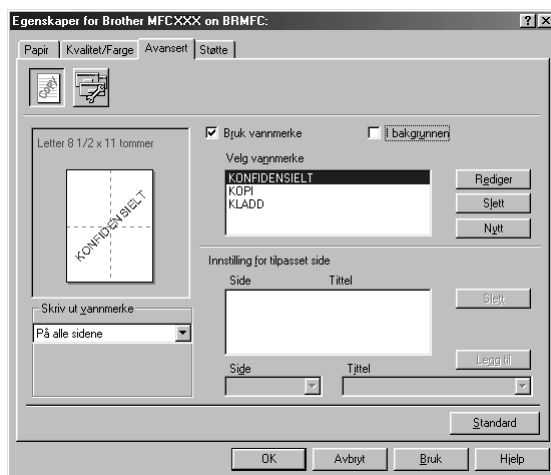 Egenskaper for Brother MFCXXX on BRMFC:
Papir Kvalitet/Farge Avansert Støtte
COPY
Letter 8 1/2 x 11 tommer
KONFIDENSIELT
Skriv ut vannmerke
På alle sidene
Bruk vannmerke I bakgrunnen
Velg vannmerke
KONFIDENSIELT
KOPI
KLADD
Rediger
Slett
Nytt
Innstilling for tilpasset side
Side Tittel
Slett
Legg til
Side Tittel
Standard
OK Avbryt Bruk Hjelp